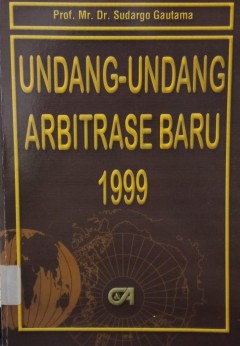 Prof. Mr. Dr. Sudargo Gautama
UNDANG-UNDANG
ARBITRASE BARU
1999
C&A